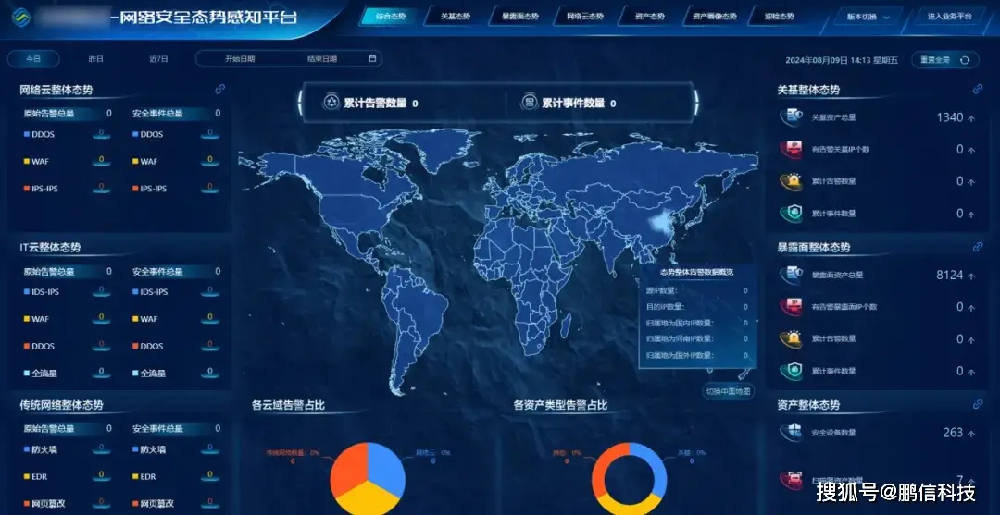 —网络安全态势感知平台
综合态势 关基态势 暴露面态势 网络云态势 资产态势 资产画像态势 迎检态势 版本切换 进入业务平台
今日 昨日 近7日 开始日期 结束日期
2024年08月09日 14:13 星期五 重置全局
网络云整体态势
原始告警总量 0 安全事件总量 0
DDOS 0 DDOS 0
WAF 0 WAF 0
IPS-IPS 0 IPS-IPS 0
IT云整体态势
原始告警总量 0 安全事件总量 0
IDS-IPS 0 IDS-IPS 0
WAF 0 WAF 0
DDOS 0 DDOS 0
全流量 0 全流量 0
传统网络整体态势
原始告警总量 0 安全事件总量 0
防火墙 0 防火墙 0
EDR 0 EDR 0
网页篡改 0 网页篡改 0
累计告警数量 0 累计事件数量 0
态势整体告警数据概览
源IP数量: 0
目的IP数量: 0
归属地为国内IP数量: 0
归属地为河南IP数量: 0
归属地为国外IP数量: 0
切换中国地图
各云域告警占比
传统网络数量: 0%
0
网络云: 0%
0
各资产类型告警占比
其他: 0%
0
关基: 0%
0
关基整体态势
关基资产总量 1340
IP
有告警关基IP个数 0
累计告警数量 0
累计事件数量 0
暴露面整体态势
暴露面资产总量 8124
IP
有告警暴露面IP个数 0
累计告警数量 0
累计事件数量 0
资产整体态势
安全设备数量 263
7
搜狐号@鹏信科技